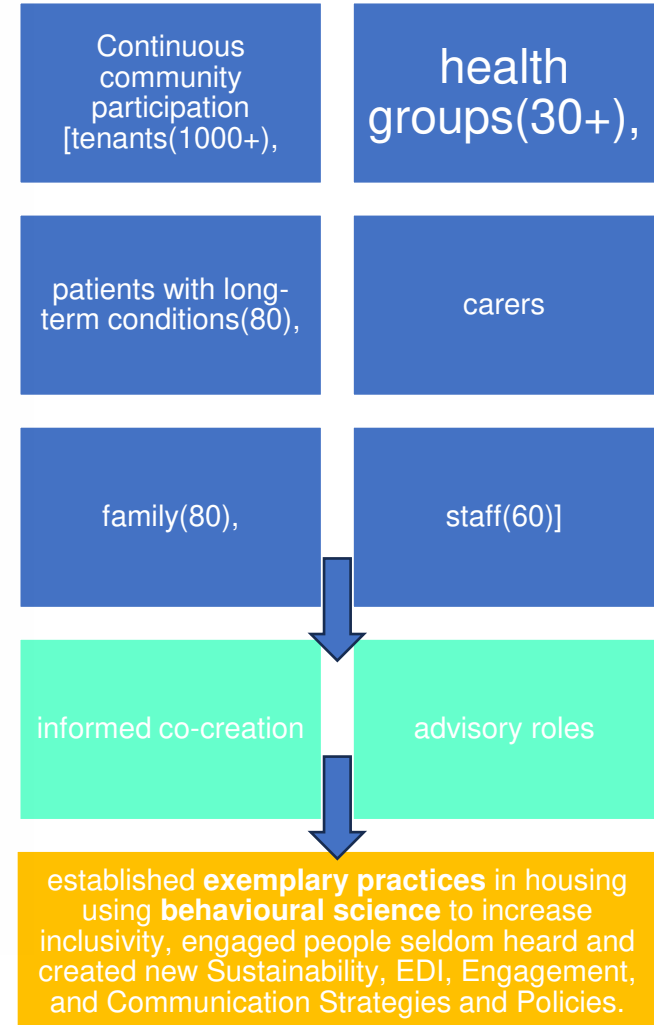 Continuous
community
participation
[tenants(1000+),
health
groups(30+),
patients with long-
term conditions(80),
carers
family(80),
staff(60)]
informed co-creation
advisory roles
established exemplary practices in housing
using behavioural science to increase
inclusivity, engaged people seldom heard and
created new Sustainability, EDI, Engagement,
and Communication Strategies and Policies.